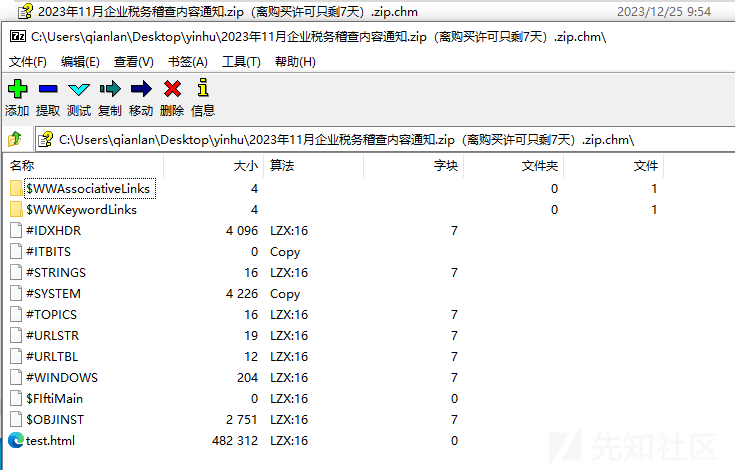 2023年11月企业税务稽查内容通知.zip（离购买许可只剩7天）.zip.chm 2023/12/25 9:54
C:\Users\qianlan\Desktop\yinhu\2023年11月企业税务稽查内容通知.zip（离购买许可只剩7天）.zip.chm\
文件(F) 编辑(E) 查看(V) 书签(A) 工具(T) 帮助(H)
添加 提取 测试 复制 移动 删除 信息
C:\Users\qianlan\Desktop\yinhu\2023年11月企业税务稽查内容通知.zip（离购买许可只剩7天）.zip.chm\
名称 大小 算法 字块 文件夹 文件
$WWAssociativeLinks 4 0 1
$WWKeywordLinks 4 0 1
#IDXHDR 4 096 LZX:16 7
#ITBITS 0 Copy
#STRINGS 16 LZX:16 7
#SYSTEM 4 226 Copy
#TOPICS 16 LZX:16 7
#URLSTR 19 LZX:16 7
#URLTBL 12 LZX:16 7
#WINDOWS 204 LZX:16 7
$FIftiMain 0 LZX:16 0
$OBJINST 2 751 LZX:16 7
test.html 482 312 LZX:16 0
先知社区